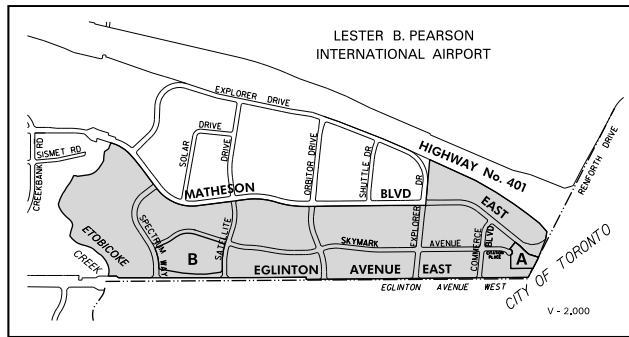 LESTER B. PEARSON
INTERNATIONAL AIRPORT
EXPLORER DRIVE
HIGHWAY No. 401
RENFORTH DRIVE
CREEKBANK RD
SISMET RD
SOLAR DRIVE
DRIVE
ORBITOR DRIVE
SHUTTLE DR
MATHESON BLVD EAST
EXPLORER DR
ETOBICOKE CREEK
SPECTRUM WAY
SATELLITE
SKYMARK AVENUE
COMMERCE BLVD
CITATION PLACE
A
B
EGLINTON AVENUE EAST
EGLINTON AVENUE WEST
CITY OF TORONTO
V - 2,000